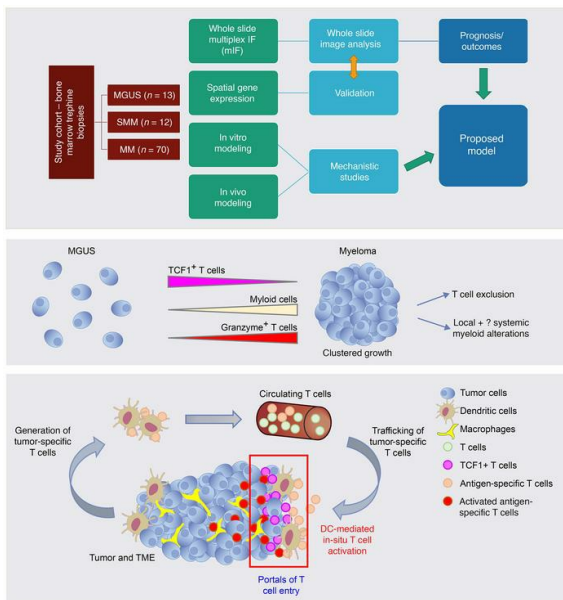 Whole slide
multiplex IF
(mIF)
Whole slide
image analysis
Prognosis/
outcomes
Study cohort – bone
marrow trephine
biopsies
MGUS (n = 13)
SMM (n = 12)
MM (n = 70)
Spatial gene
expression
Validation
In vitro
modeling
In vivo
modeling
Mechanistic
studies
Proposed
model
MGUS
Myeloma
TCF1+ T cells
Myeloid cells
Granzyme+ T cells
Clustered growth
T cell exclusion
Local + ? systemic
myeloid alterations
Circulating T cells
Generation of
tumor-specific
T cells
Trafficking of
tumor-specific
T cells
Tumor and TME
DC-mediated
in-situ T cell
activation
Portals of T
cell entry
Tumor cells
Dendritic cells
Macrophages
T cells
TCF1+ T cells
Antigen-specific T cells
Activated antigen-
specific T cells